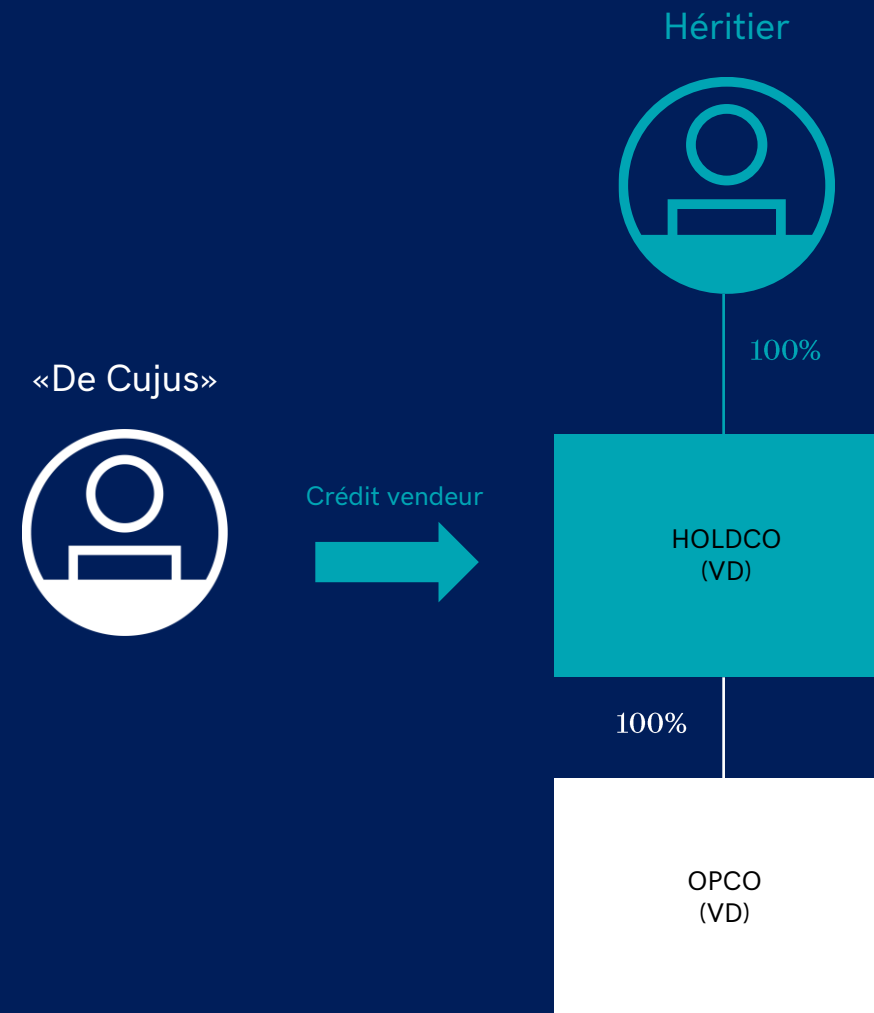 Héritier
100%
«De Cujus»
Crédit vendeur
HOLDCO
(VD)
100%
OPCO
(VD)